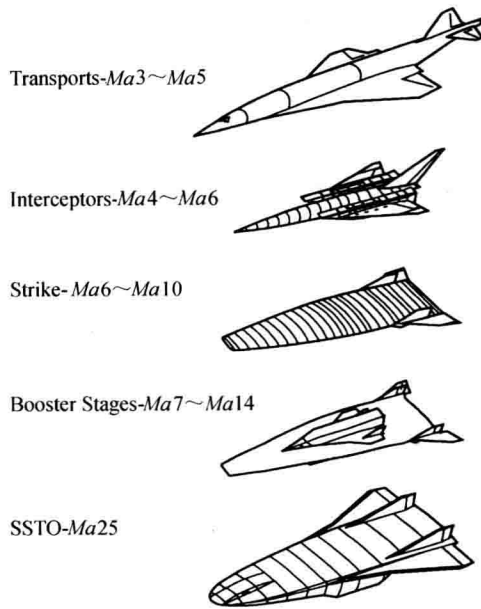 Transports-Ma3～Ma5
Interceptors-Ma4～Ma6
Strike- Ma6～Ma10
Booster Stages-Ma7～Ma14
SSTO-Ma25